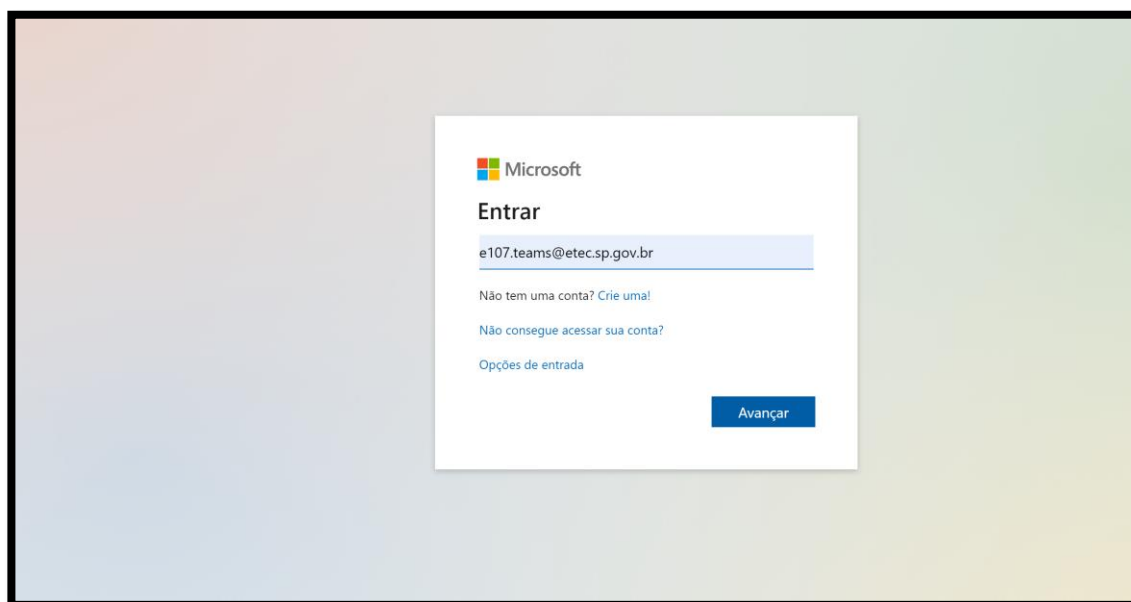 Microsoft
Entrar
e107.teams@etec.sp.gov.br
Não tem uma conta? Crie uma!
Não consegue acessar sua conta?
Opções de entrada
Avançar